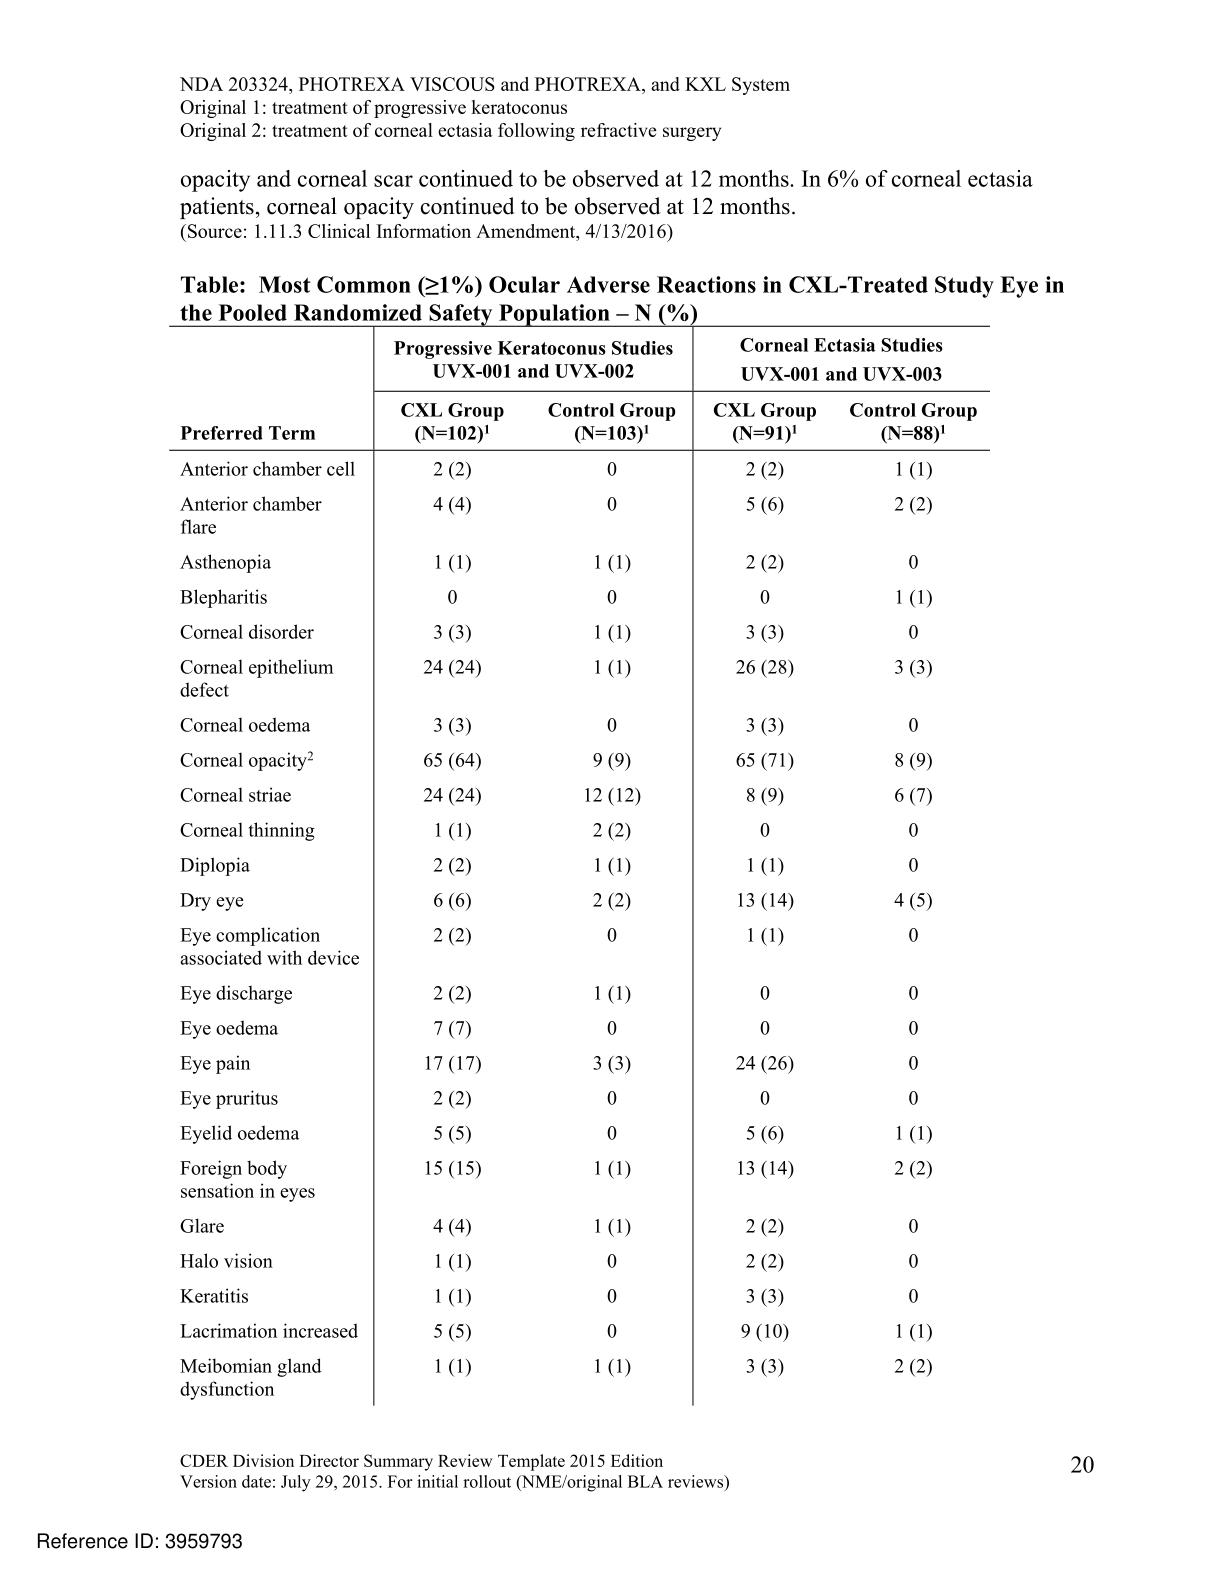 NDA 203324, PHOTREXA VISCOUS and PHOTREXA, and KXL System
Original 1: treatment of progressive keratoconus
Original 2: treatment of corneal ectasia following refractive surgery
opacity and corneal scar continued to be observed at 12 months. In 6% of corneal ectasia
patients, corneal opacity continued to be observed at 12 months.
(Source: 1.11.3 Clinical Information Amendment, 4/13/2016)
Table: Most Common (≥1%) Ocular Adverse Reactions in CXL-Treated Study Eye in
the Pooled Randomized Safety Population – N (%)
Progressive Keratoconus Studies Corneal Ectasia Studies
UVX-001 and UVX-002 UVX-001 and UVX-003
CXL Group Control Group CXL Group Control Group
Preferred Term (N=102)¹ (N=103)¹ (N=91)¹ (N=88)¹
Anterior chamber cell 2 (2) 0 2 (2) 1 (1)
Anterior chamber 4 (4) 0 5 (6) 2 (2)
flare
Asthenopia 1 (1) 1 (1) 2 (2) 0
Blepharitis 0 0 0 1 (1)
Corneal disorder 3 (3) 1 (1) 3 (3) 0
Corneal epithelium 24 (24) 1 (1) 26 (28) 3 (3)
defect
Corneal oedema 3 (3) 0 3 (3) 0
Corneal opacity² 65 (64) 9 (9) 65 (71) 8 (9)
Corneal striae 24 (24) 12 (12) 8 (9) 6 (7)
Corneal thinning 1 (1) 2 (2) 0 0
Diplopia 2 (2) 1 (1) 1 (1) 0
Dry eye 6 (6) 2 (2) 13 (14) 4 (5)
Eye complication 2 (2) 0 1 (1) 0
associated with device
Eye discharge 2 (2) 1 (1) 0 0
Eye oedema 7 (7) 0 0 0
Eye pain 17 (17) 3 (3) 24 (26) 0
Eye pruritus 2 (2) 0 0 0
Eyelid oedema 5 (5) 0 5 (6) 1 (1)
Foreign body 15 (15) 1 (1) 13 (14) 2 (2)
sensation in eyes
Glare 4 (4) 1 (1) 2 (2) 0
Halo vision 1 (1) 0 2 (2) 0
Keratitis 1 (1) 0 3 (3) 0
Lacrimation increased 5 (5) 0 9 (10) 1 (1)
Meibomian gland 1 (1) 1 (1) 3 (3) 2 (2)
dysfunction
CDER Division Director Summary Review Template 2015 Edition
Version date: July 29, 2015. For initial rollout (NME/original BLA reviews)
20
Reference ID: 3959793